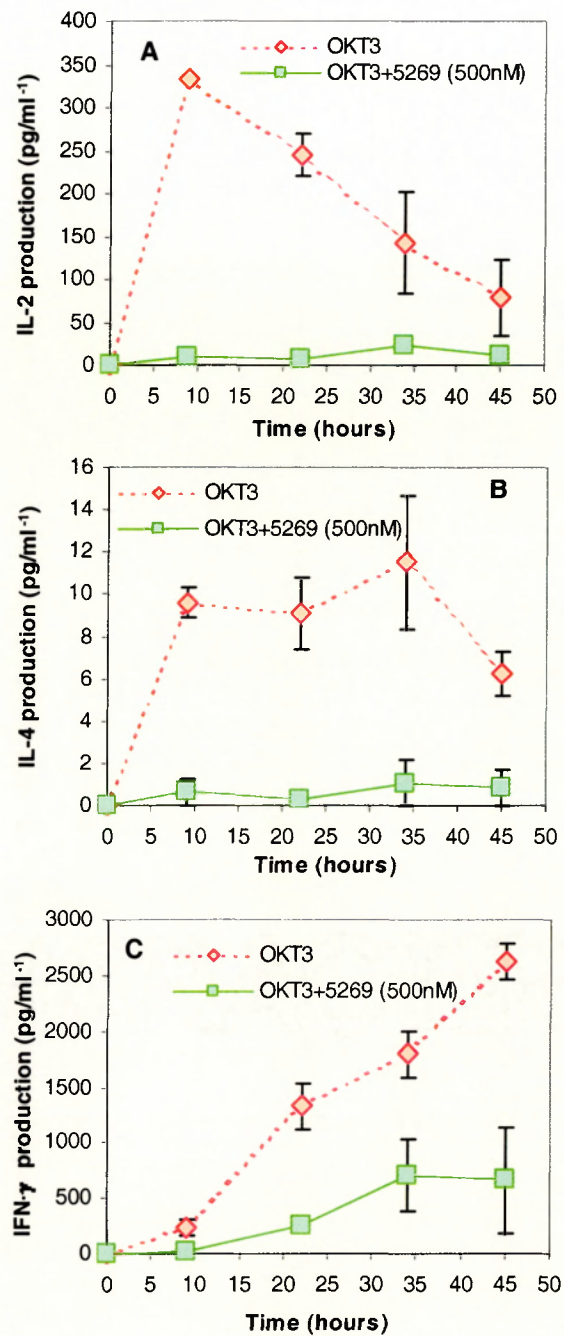 A
OKT3
OKT3+5269 (500nM)
IL-2 production (pg/ml⁻¹)
400
350
300
250
200
150
100
50
0
0 5 10 15 20 25 30 35 40 45 50
Time (hours)
B
OKT3
OKT3+5269 (500nM)
IL-4 production (pg/ml⁻¹)
16
14
12
10
8
6
4
2
0
0 5 10 15 20 25 30 35 40 45 50
Time (hours)
C
OKT3
OKT3+5269 (500nM)
IFN-γ production (pg/ml⁻¹)
3000
2500
2000
1500
1000
500
0
0 5 10 15 20 25 30 35 40 45 50
Time (hours)